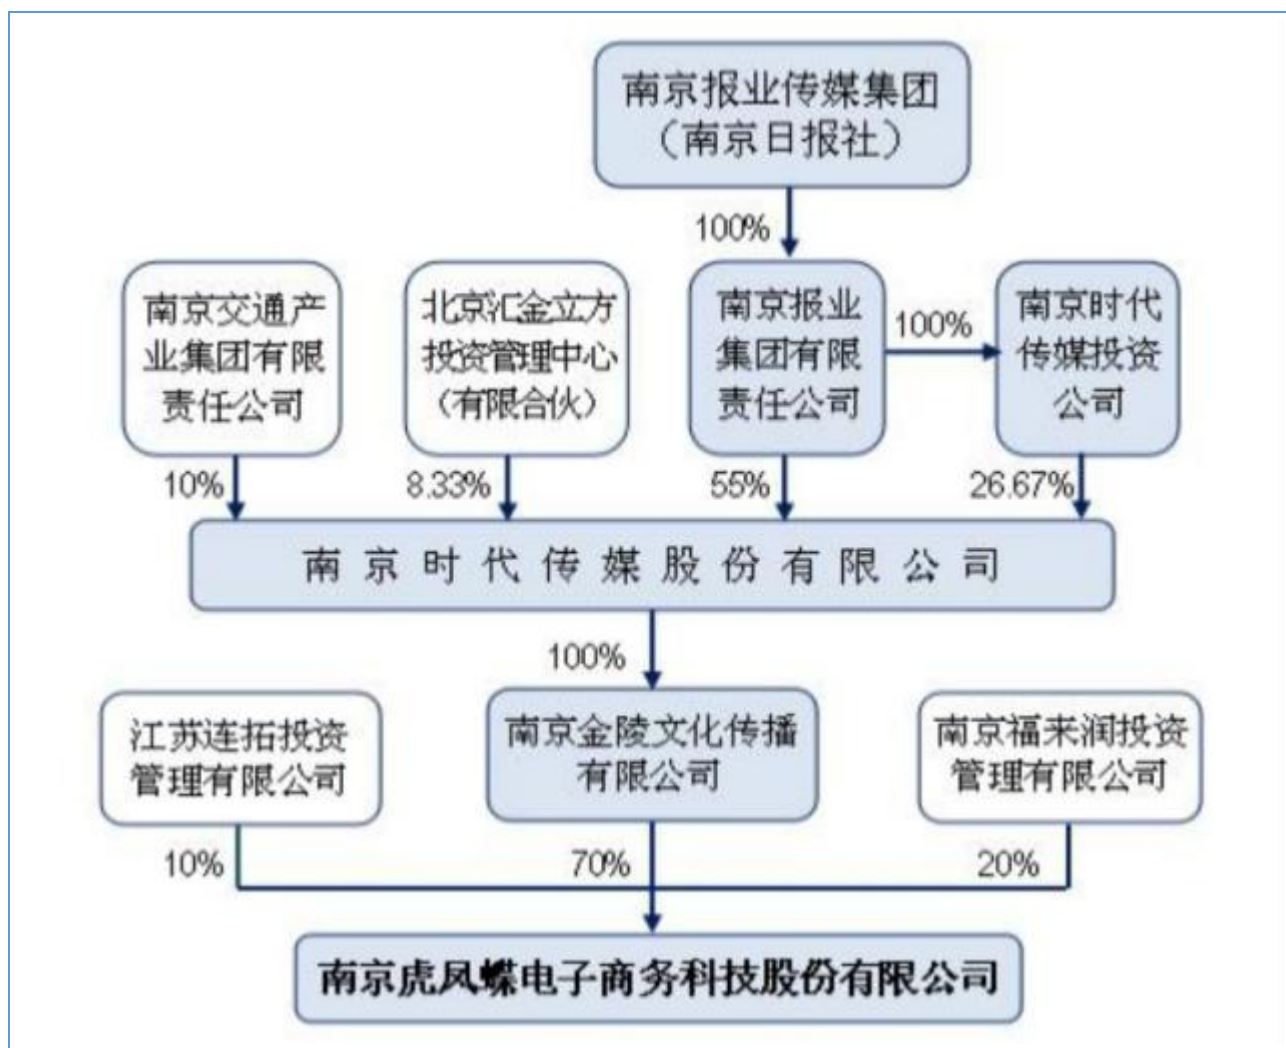 南京报业传媒集团
（南京日报社）
100%
南京交通产
业集团有限
责任公司
北京汇金立方
投资管理中心
（有限合伙）
南京报业
集团有限
责任公司
100%
南京时代
传媒投资
公司
10%
8.33%
55%
26.67%
南京时代传媒股份有限公司
100%
江苏连拓投资
管理有限公司
南京金陵文化传播
有限公司
南京福来润投资
管理有限公司
10%
70%
20%
南京虎凤蝶电子商务科技股份有限公司